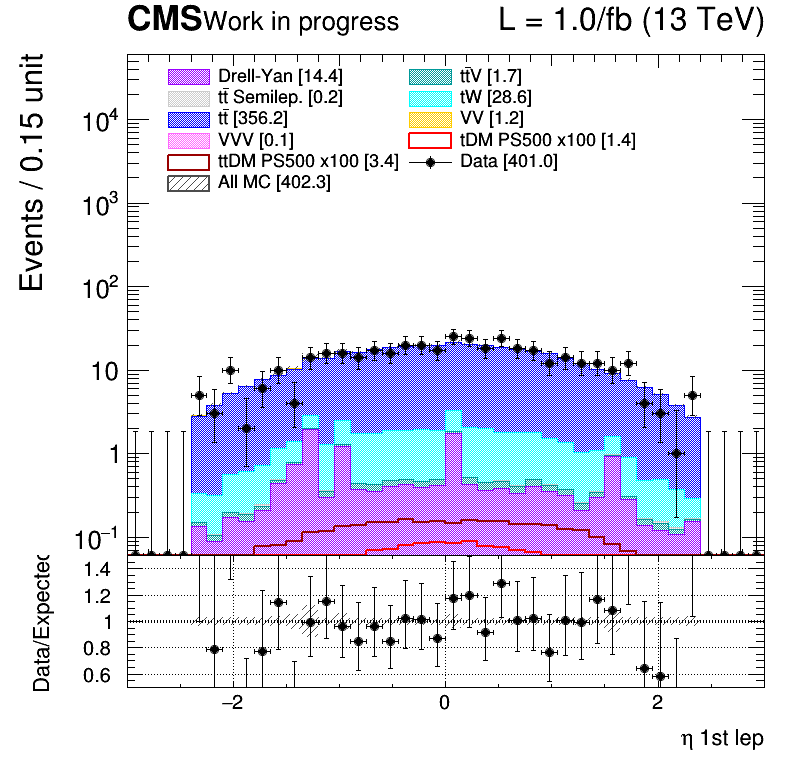 CMS Work in progress L = 1.0/fb (13 TeV)
Drell-Yan [14.4] tt̄V [1.7]
tt̄ Semilep. [0.2] tW [28.6]
tt̄ [356.2] VV [1.2]
VVV [0.1] tDM PS500 x100 [1.4]
ttDM PS500 x100 [3.4] Data [401.0]
All MC [402.3]
Events / 0.15 unit
10⁴
10³
10²
10
1
10⁻¹
Data/Expected
1.4
1.2
1
0.8
0.6
−2 0 2
η 1st lep